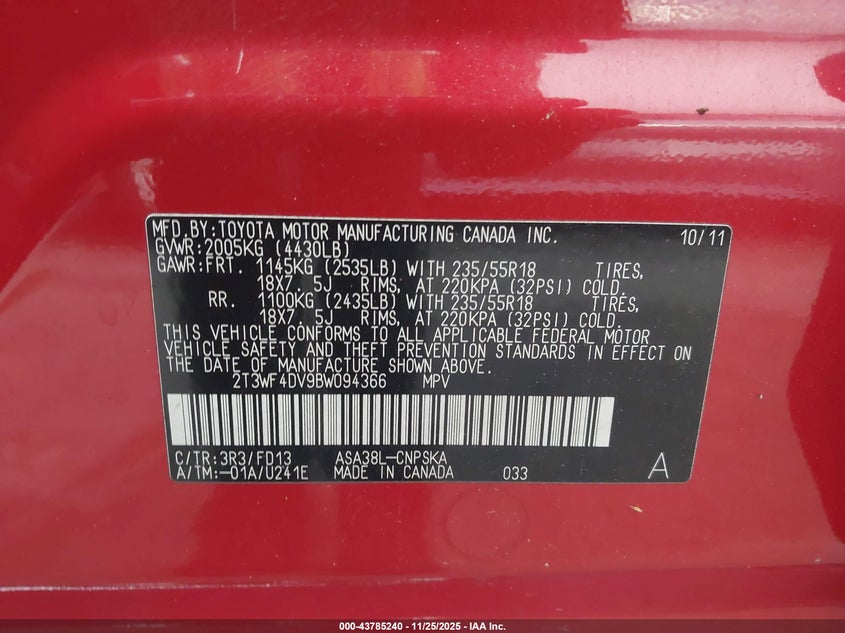 MFD.BY:TOYOTA MOTOR MANUFACTURING CANADA INC. 10/11
GVWR:2005KG (4430LB)
GAWR:FRT. 1145KG (2535LB) WITH 235/55R18 TIRES,
18X7. 5J RIMS, AT 220KPA (32PSI) COLD.
RR. 1100KG (2435LB) WITH 235/55R18 TIRES,
18X7. 5J RIMS, AT 220KPA (32PSI) COLD.
THIS VEHICLE CONFORMS TO ALL APPLICABLE FEDERAL MOTOR
VEHICLE SAFETY AND THEFT PREVENTION STANDARDS IN EFFECT ON
THE DATE OF MANUFACTURE SHOWN ABOVE.
2T3WF4DV9BW094366 MPV
C/TR:3R3/FD13 ASA38L-CNPSKA
A/TM:-01A/U241E MADE IN CANADA 033 A
000-43785240 - 11/25/2025 - IAA Inc.